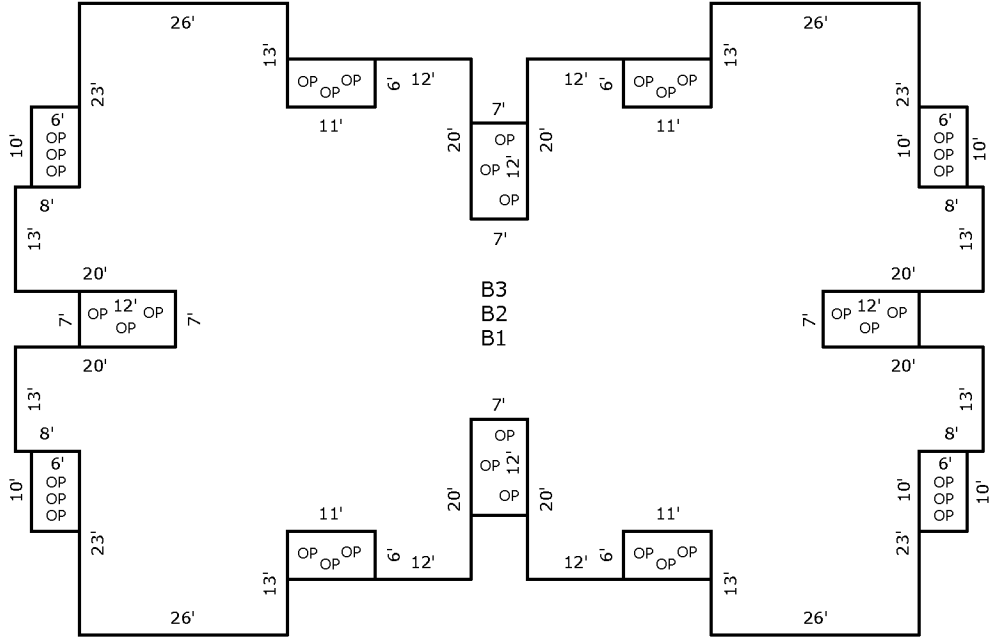 26' 26'
13' 13'
OP OP OP 6' 12' 12' 6' OP OP OP
23' 23'
7'
6' 11' 11' 6'
10' OP 20' OP 20' 10' OP 10'
OP OP 12' OP
OP OP OP
8' 8'
13' 7' 13'
20' 20'
B3
7' OP 12' OP 7' B2 7' OP 12' OP
OP B1 OP
20' 20'
13' 13'
8' 7' 8'
6' OP 6'
10' OP OP 12' 10' OP 10'
OP 20' OP 20' OP
OP 11' 11' OP
23' OP OP OP 6' 12' 12' 6' OP OP OP 23'
13' 13'
26' 26'